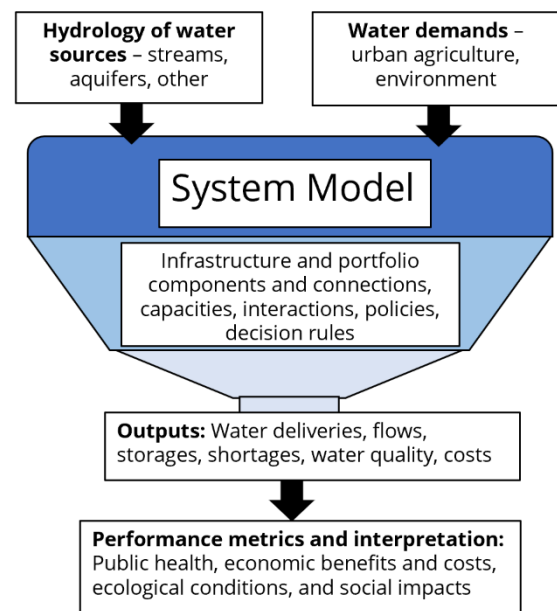 Hydrology of water
sources – streams,
aquifers, other
Water demands –
urban agriculture,
environment
System Model
Infrastructure and portfolio
components and connections,
capacities, interactions, policies,
decision rules
Outputs: Water deliveries, flows,
storages, shortages, water quality, costs
Performance metrics and interpretation:
Public health, economic benefits and costs,
ecological conditions, and social impacts